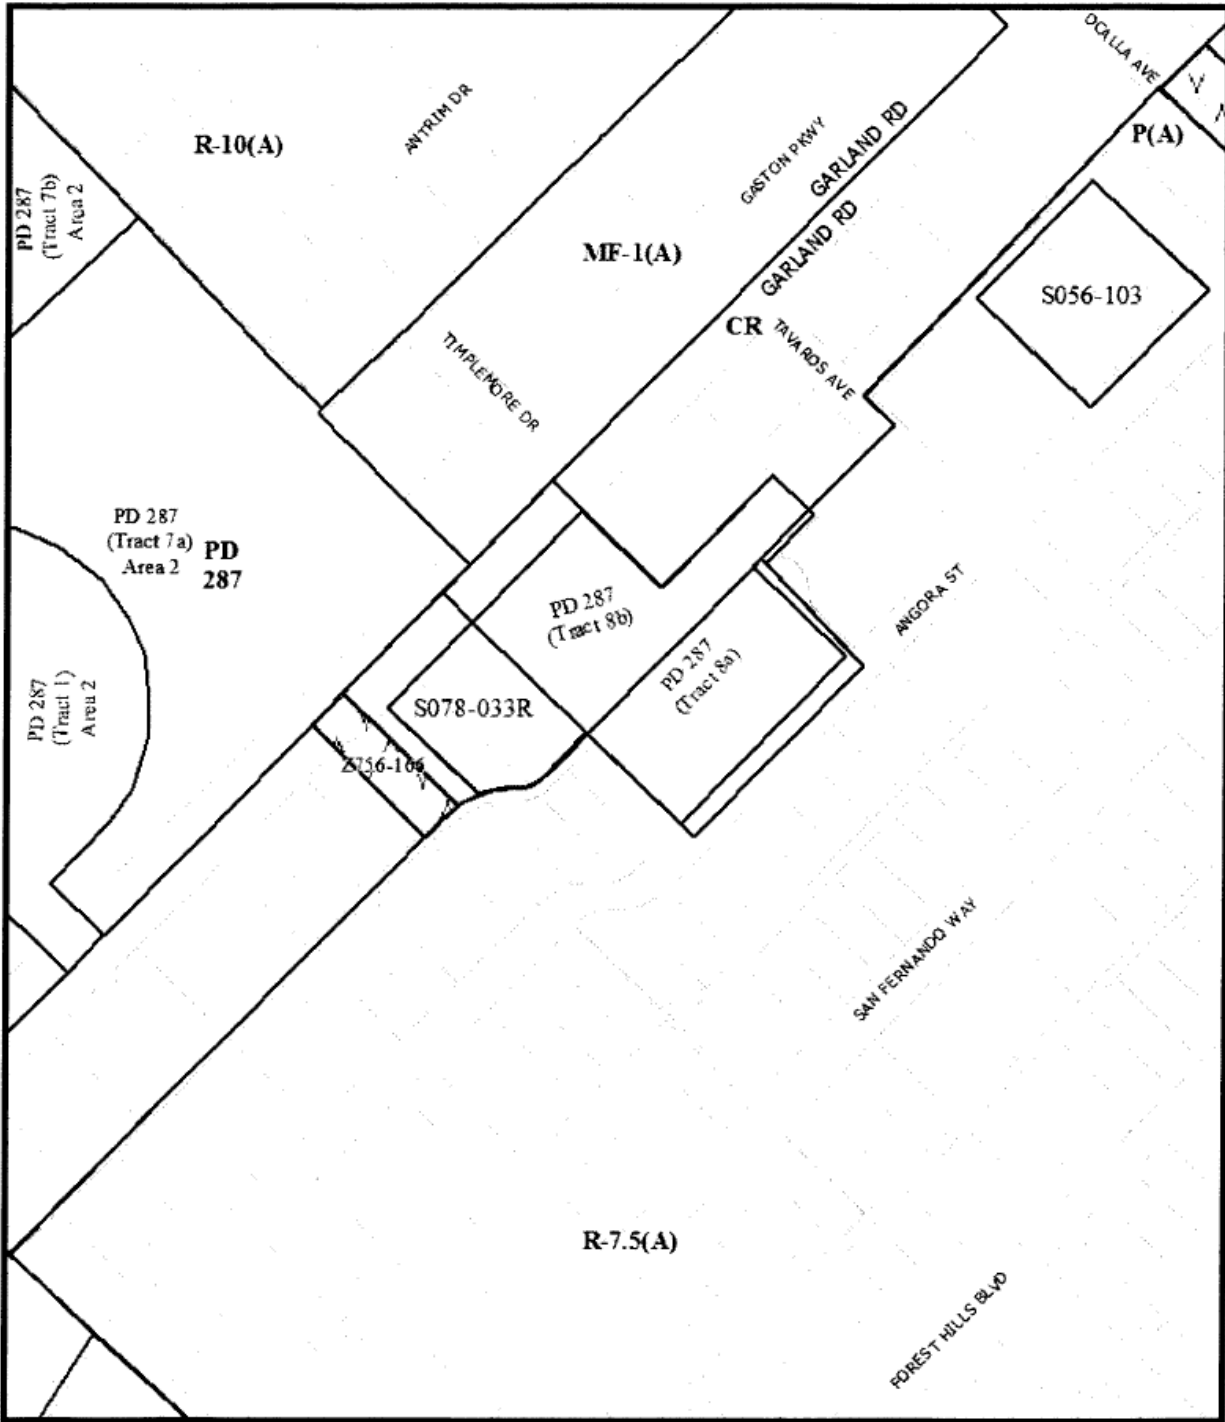 OCALLA AVE
R-10(A)
ANTRIM DR
GASTON PKWY
GARLAND RD
P(A)
PD 287
(Tract 7b)
Area 2
MF-1(A)
GARLAND RD
S056-103
CR
TAVAROS AVE
TIMPLEMORE DR
PD 287
(Tract 7a)
Area 2
PD
287
PD 287
(Tract 8b)
ANGORA ST
PD 287
(Tract 8a)
PD 287
(Tract 1)
Area 2
S078-033R
Z756-166
SAN FERNANDO WAY
R-7.5(A)
FOREST HILLS BLVD